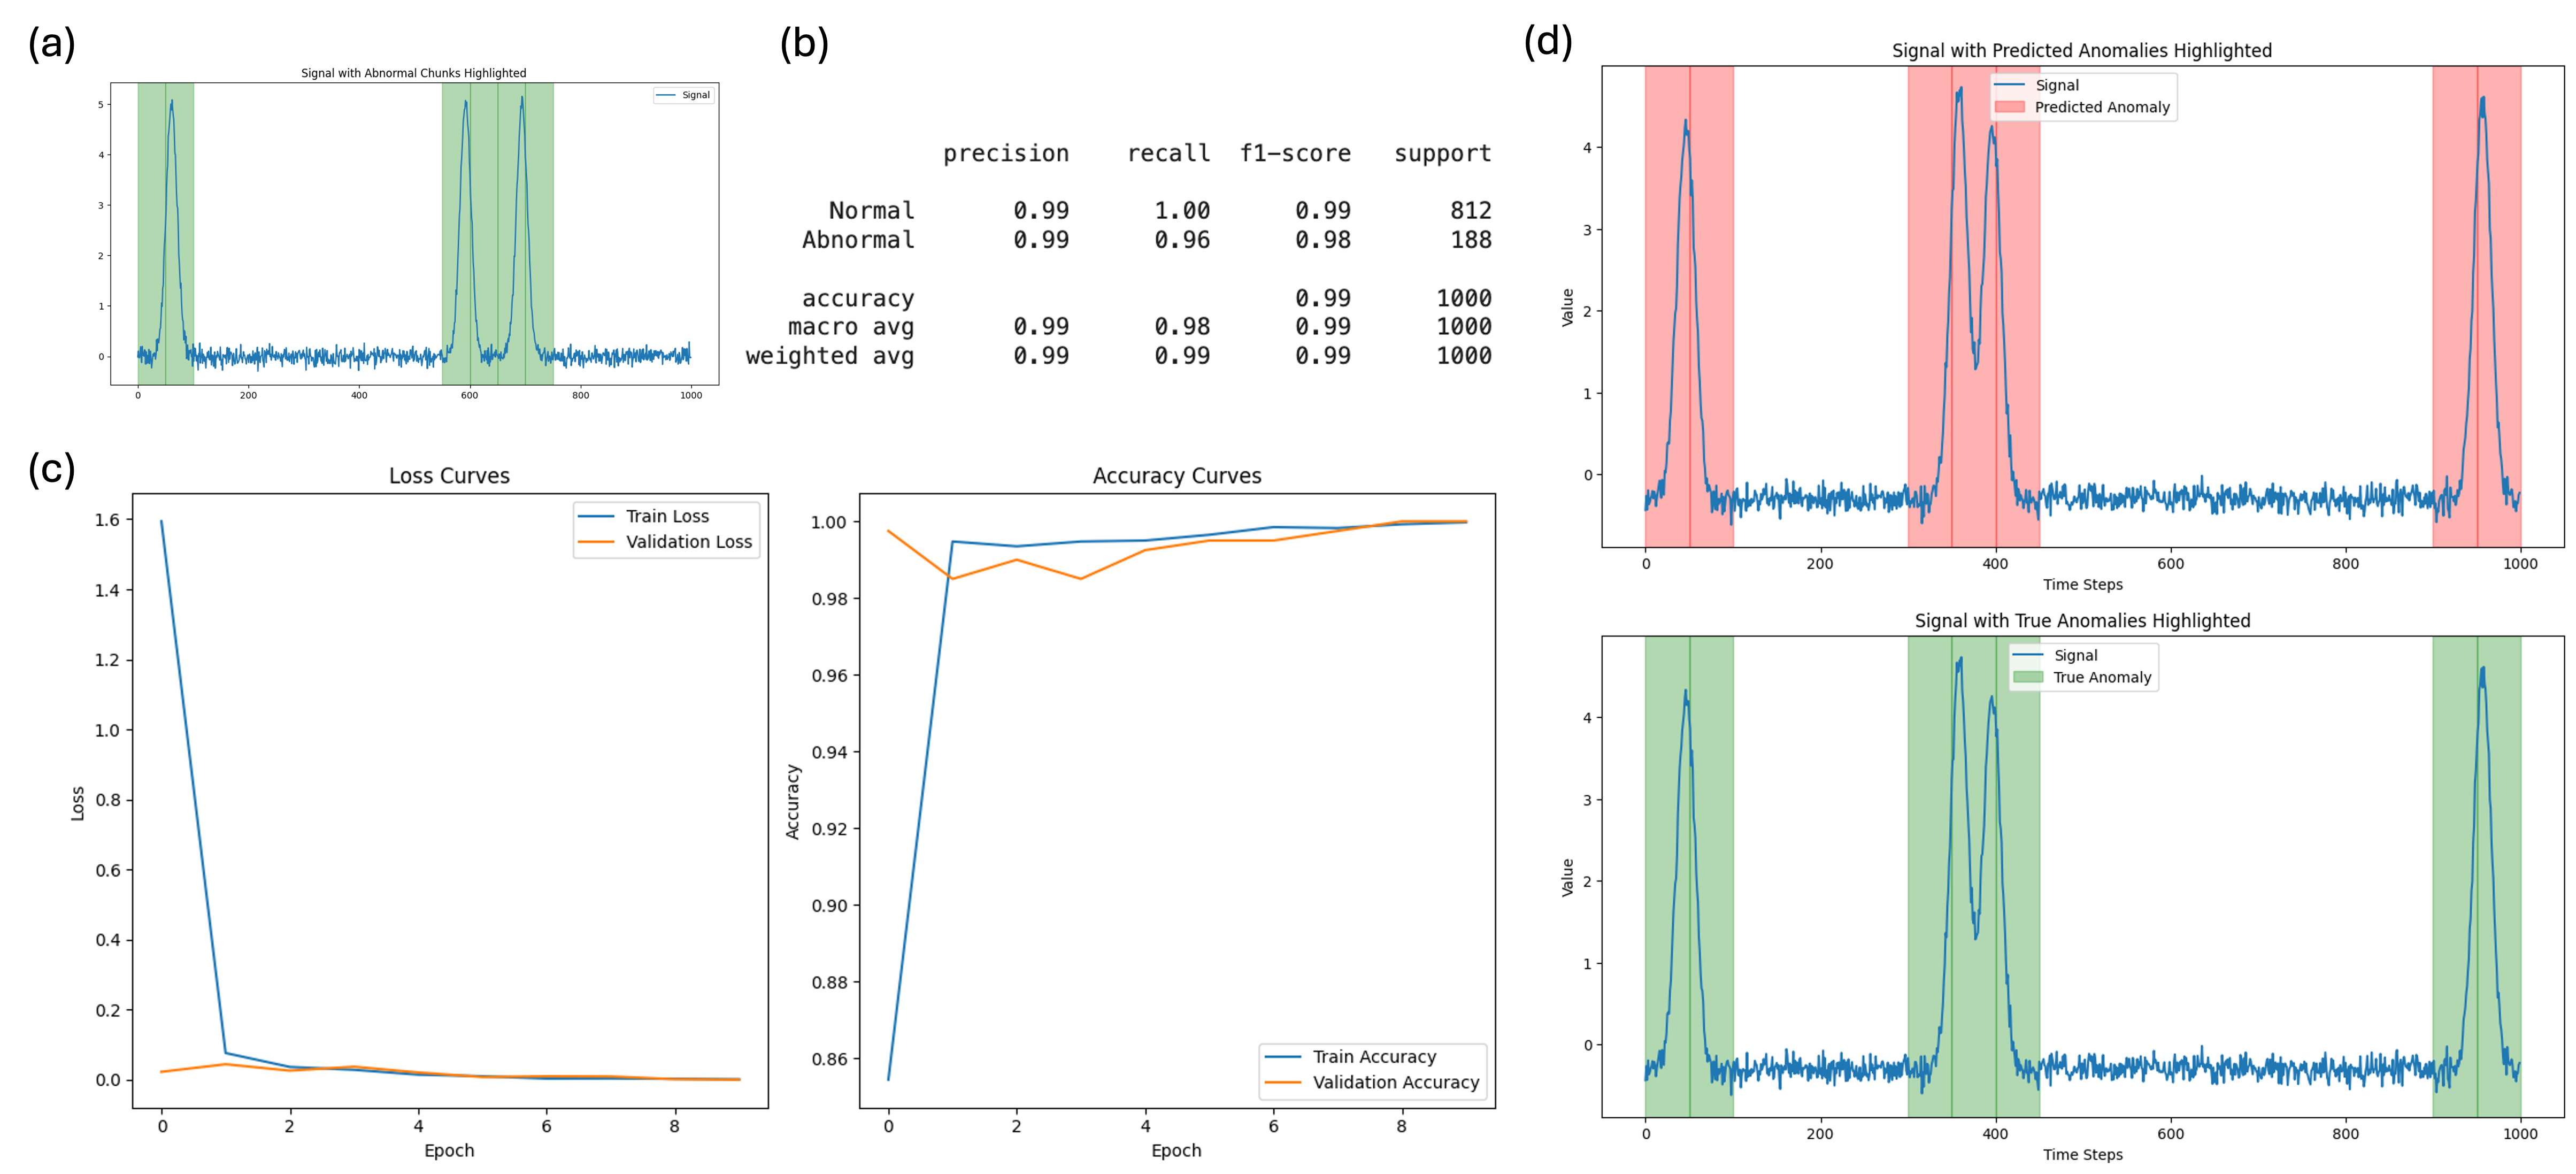 (a)
Signal with Abnormal Chunks Highlighted
Signal
5
4
3
2
1
0
0 200 400 600 800 1000
(b)
precision recall f1-score support
Normal 0.99 1.00 0.99 812
Abnormal 0.99 0.96 0.98 188
accuracy 0.99 1000
macro avg 0.99 0.98 0.99 1000
weighted avg 0.99 0.99 0.99 1000
(c)
Loss Curves
Train Loss
Validation Loss
Loss
1.6
1.4
1.2
1.0
0.8
0.6
0.4
0.2
0.0
0 2 4 6 8
Epoch
Accuracy Curves
Accuracy
1.00
0.98
0.96
0.94
0.92
0.90
0.88
0.86
Train Accuracy
Validation Accuracy
0 2 4 6 8
Epoch
(d)
Signal with Predicted Anomalies Highlighted
Signal
Predicted Anomaly
Value
4
3
2
1
0
0 200 400 600 800 1000
Time Steps
Signal with True Anomalies Highlighted
Signal
True Anomaly
Value
4
3
2
1
0
0 200 400 600 800 1000
Time Steps